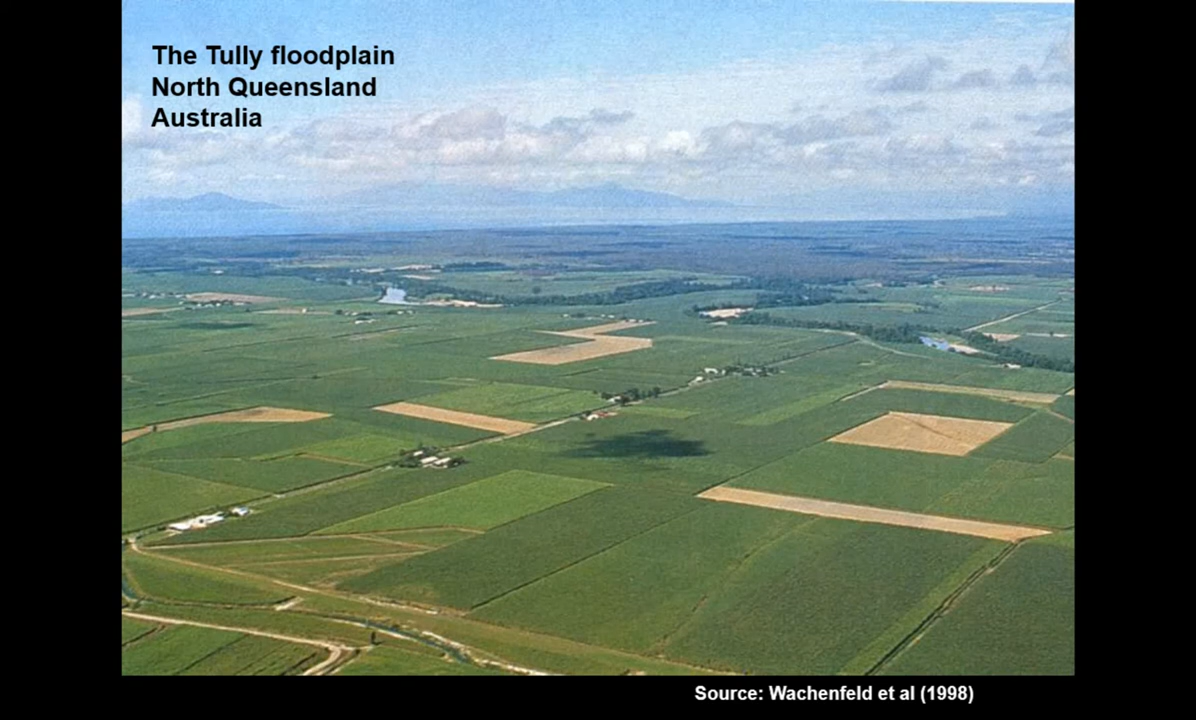 The Tully floodplain
North Queensland
Australia
Source: Wachenfeld et al (1998)